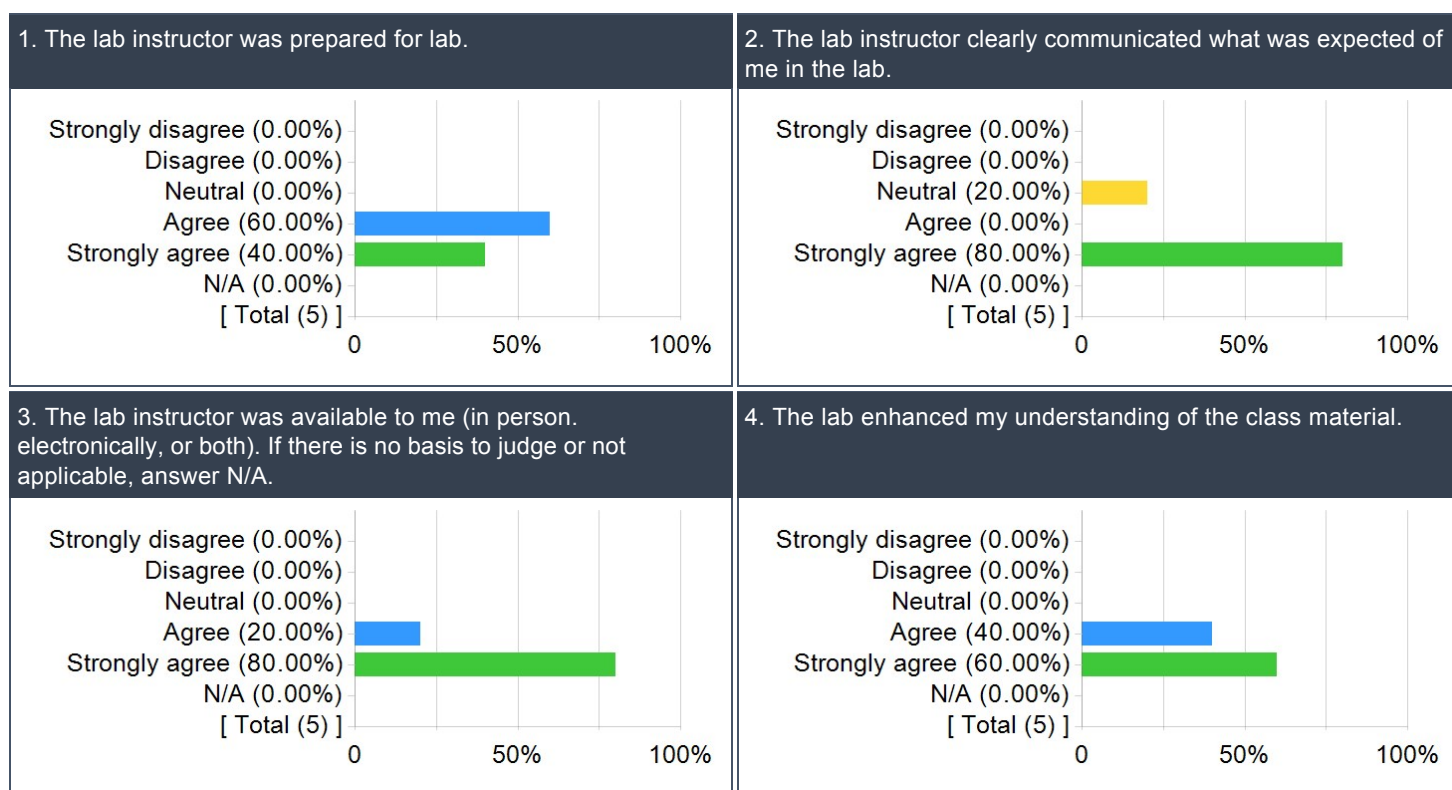 1. The lab instructor was prepared for lab.
Strongly disagree (0.00%)
Disagree (0.00%)
Neutral (0.00%)
Agree (60.00%)
Strongly agree (40.00%)
N/A (0.00%)
[ Total (5) ]
0 50% 100%
2. The lab instructor clearly communicated what was expected of
me in the lab.
Strongly disagree (0.00%)
Disagree (0.00%)
Neutral (20.00%)
Agree (0.00%)
Strongly agree (80.00%)
N/A (0.00%)
[ Total (5) ]
0 50% 100%
3. The lab instructor was available to me (in person.
electronically, or both). If there is no basis to judge or not
applicable, answer N/A.
Strongly disagree (0.00%)
Disagree (0.00%)
Neutral (0.00%)
Agree (20.00%)
Strongly agree (80.00%)
N/A (0.00%)
[ Total (5) ]
0 50% 100%
4. The lab enhanced my understanding of the class material.
Strongly disagree (0.00%)
Disagree (0.00%)
Neutral (0.00%)
Agree (40.00%)
Strongly agree (60.00%)
N/A (0.00%)
[ Total (5) ]
0 50% 100%